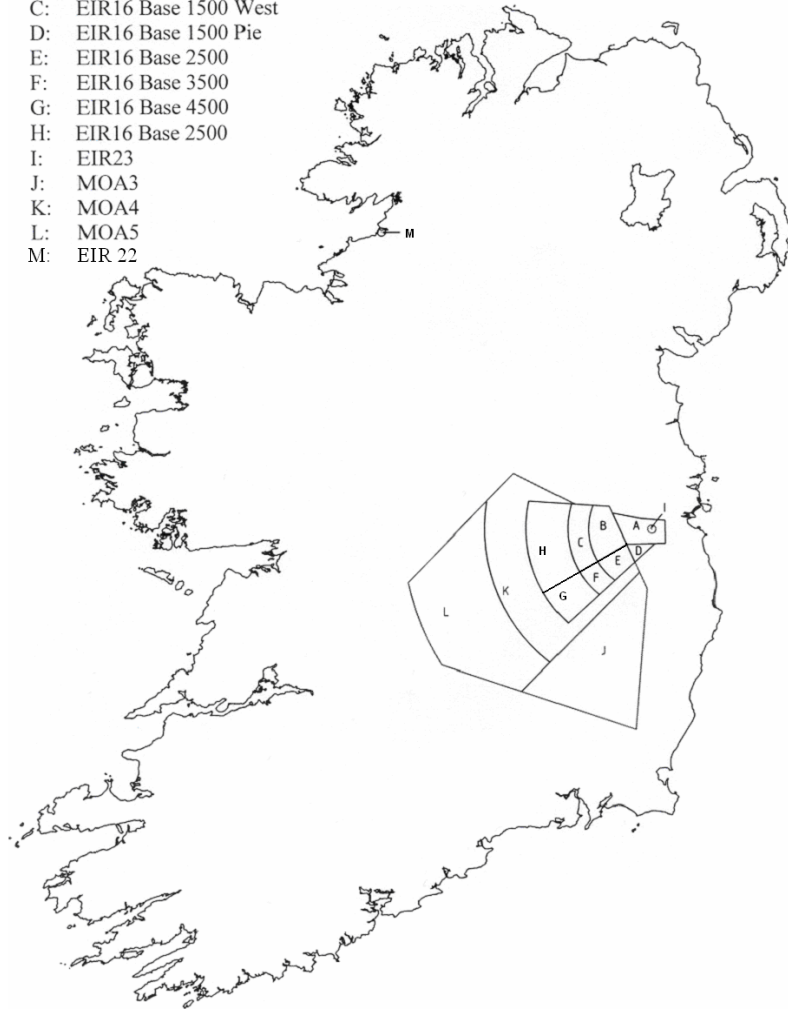 C: EIR16 Base 1500 West
D: EIR16 Base 1500 Pie
E: EIR16 Base 2500
F: EIR16 Base 3500
G: EIR16 Base 4500
H: EIR16 Base 2500
I: EIR23
J: MOA3
K: MOA4
L: MOA5
M: EIR 22
M
I
B A
C D
H E
F
K G
L
J